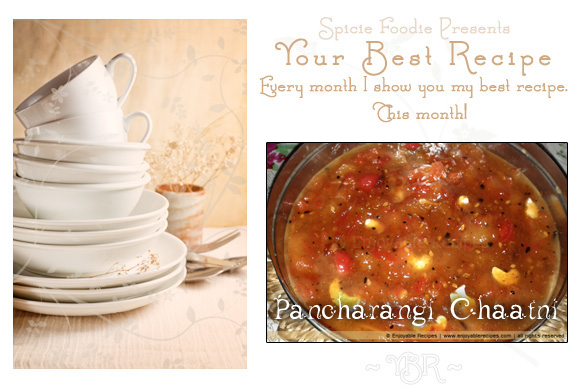 Spicie Foodie Presents
Your Best Recipe
Every month I show you my best recipe.
This month!
Pancharangi Chaatni
© Enjoyable Recipes | www.enjoyablerecipes.com | all rights reserved
~ YBR ~